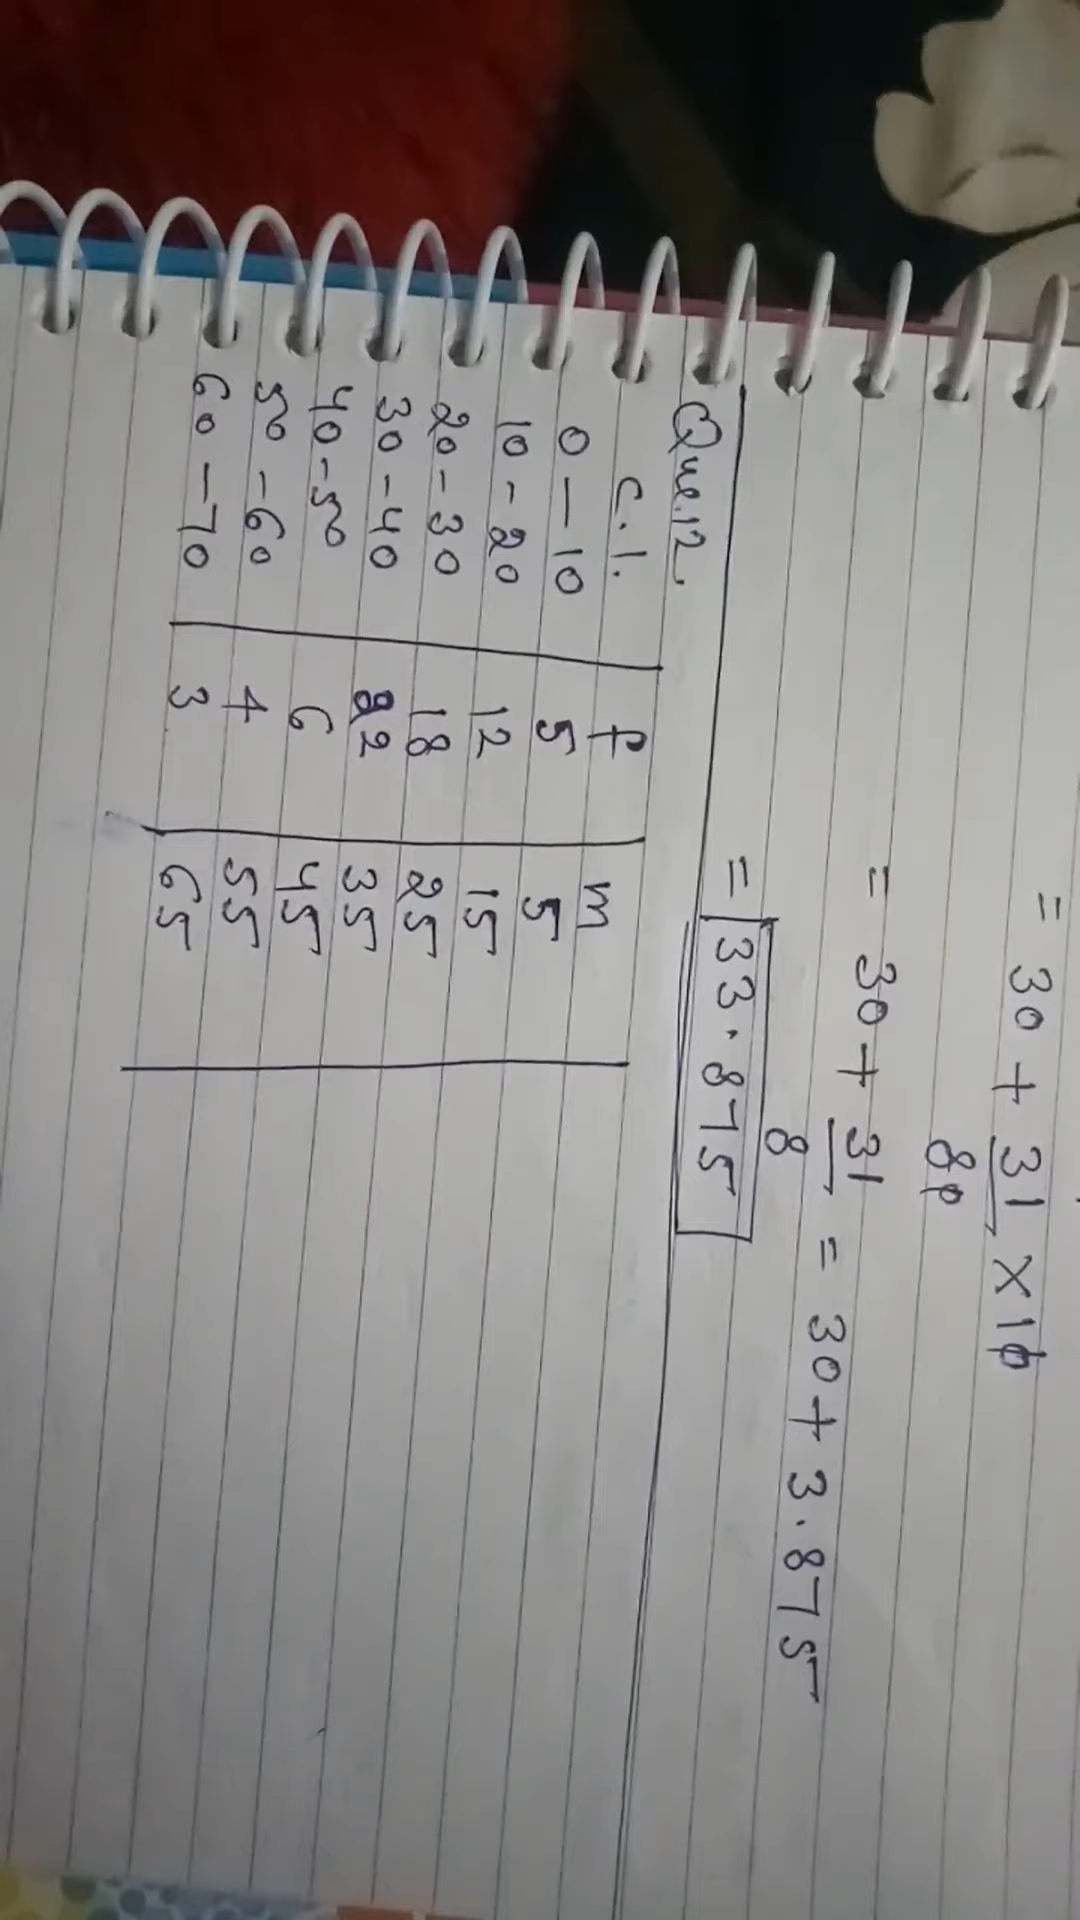 = 30 + 31/80 × 10
= 30 + 31/8 = 30 + 3.875
= 33.875
Que.12.
C.I. f m
0 - 10 5 5
10 - 20 12 15
20 - 30 18 25
30 - 40 22 35
40 - 50 6 45
50 - 60 4 55
60 - 70 3 65